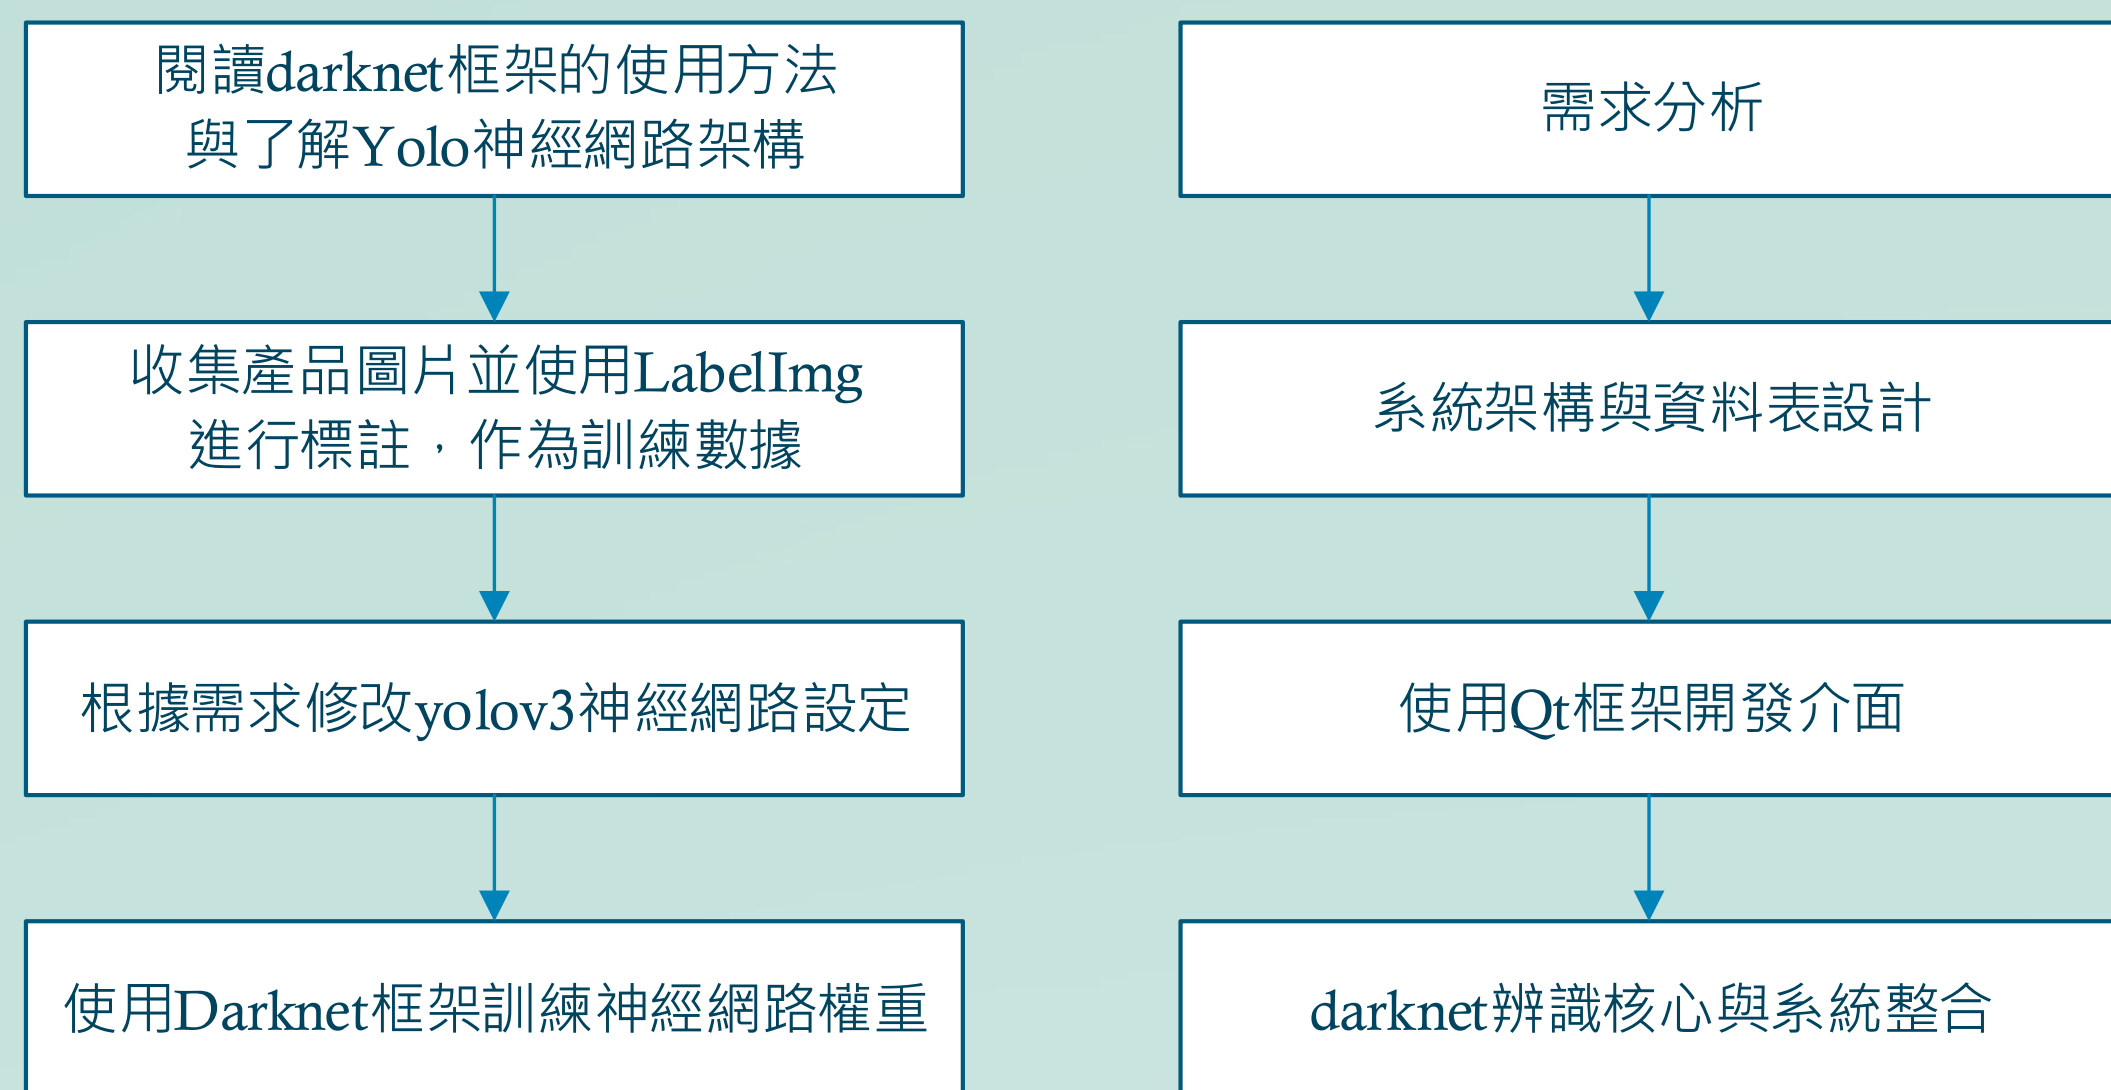 閱讀darknet框架的使用方法
與了解Yolo神經網路架構
收集產品圖片並使用LabelImg
進行標註，作為訓練數據
根據需求修改yolov3神經網路設定
使用Darknet框架訓練神經網路權重
需求分析
系統架構與資料表設計
使用Qt框架開發介面
darknet辨識核心與系統整合